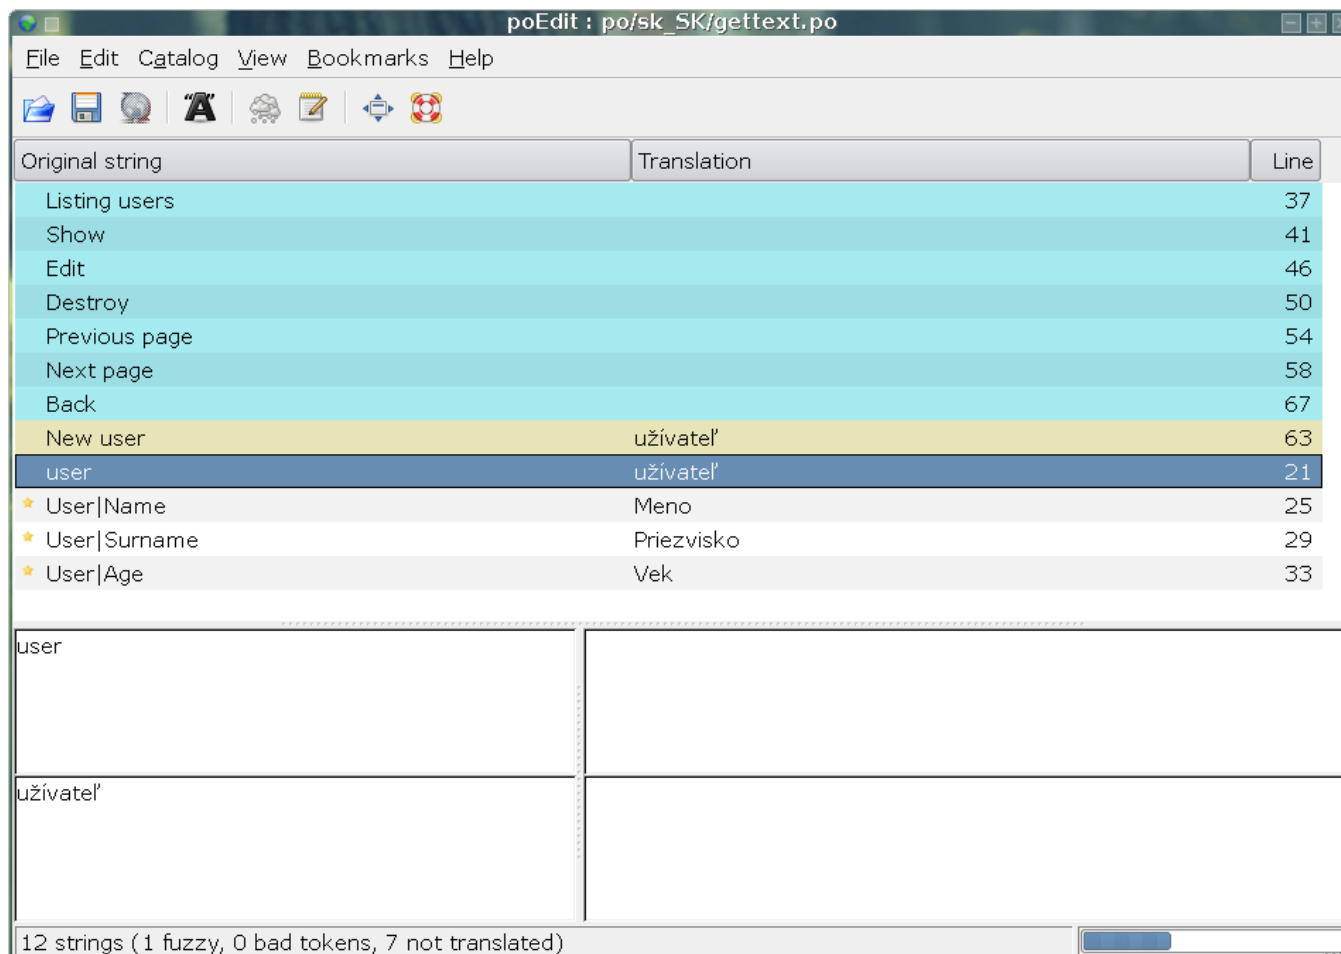 poEdit : po/sk_SK/gettext.po
File Edit Catalog View Bookmarks Help
"A"
Original string Translation Line
Listing users 37
Show 41
Edit 46
Destroy 50
Previous page 54
Next page 58
Back 67
New user užívateľ 63
user užívateľ 21
User|Name Meno 25
User|Surname Priezvisko 29
User|Age Vek 33
user
užívateľ
12 strings (1 fuzzy, 0 bad tokens, 7 not translated)